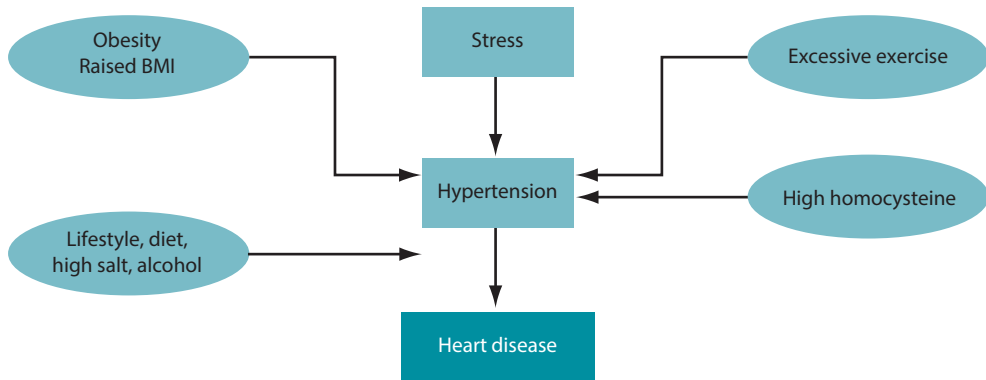 Obesity
Raised BMI
Stress
Excessive exercise
Hypertension
High homocysteine
Lifestyle, diet,
high salt, alcohol
Heart disease